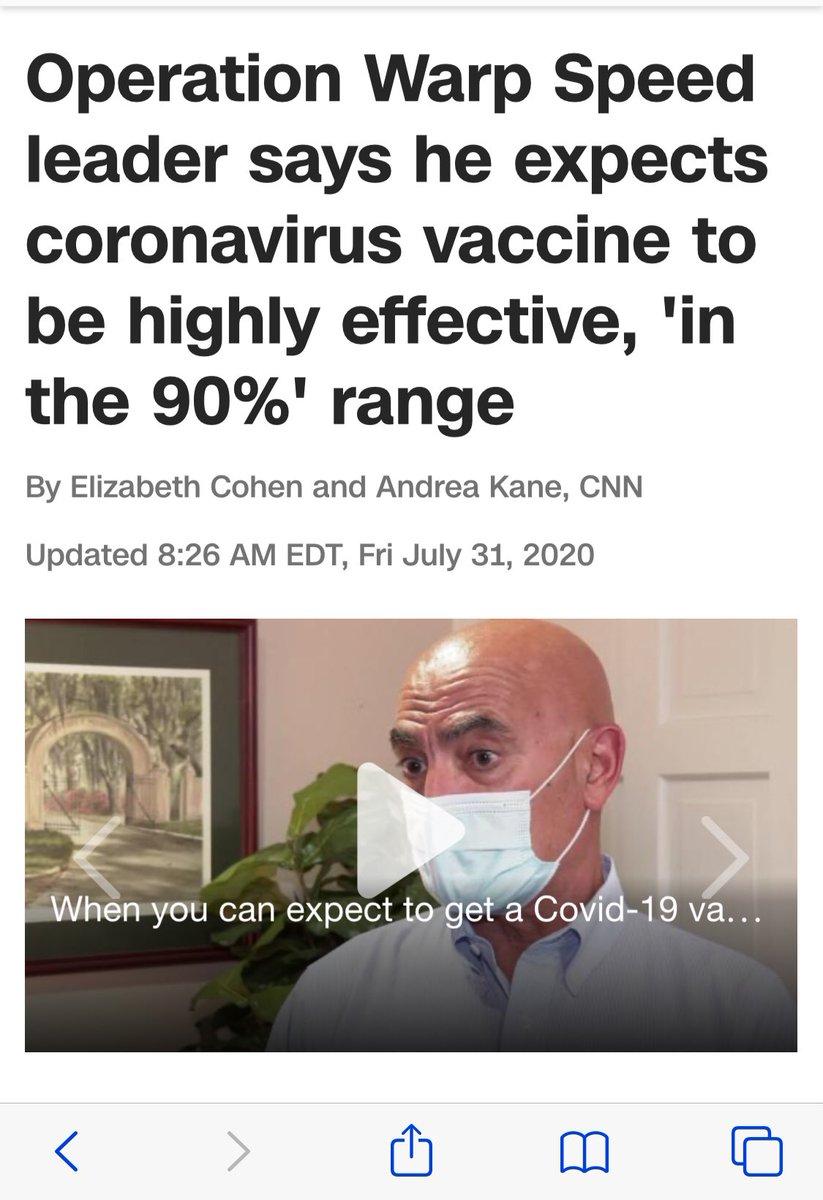 Operation Warp Speed
leader says he expects
coronavirus vaccine to
be highly effective, 'in
the 90%' range
By Elizabeth Cohen and Andrea Kane, CNN
Updated 8:26 AM EDT, Fri July 31, 2020
When you can expect to get a Covid-19 va...